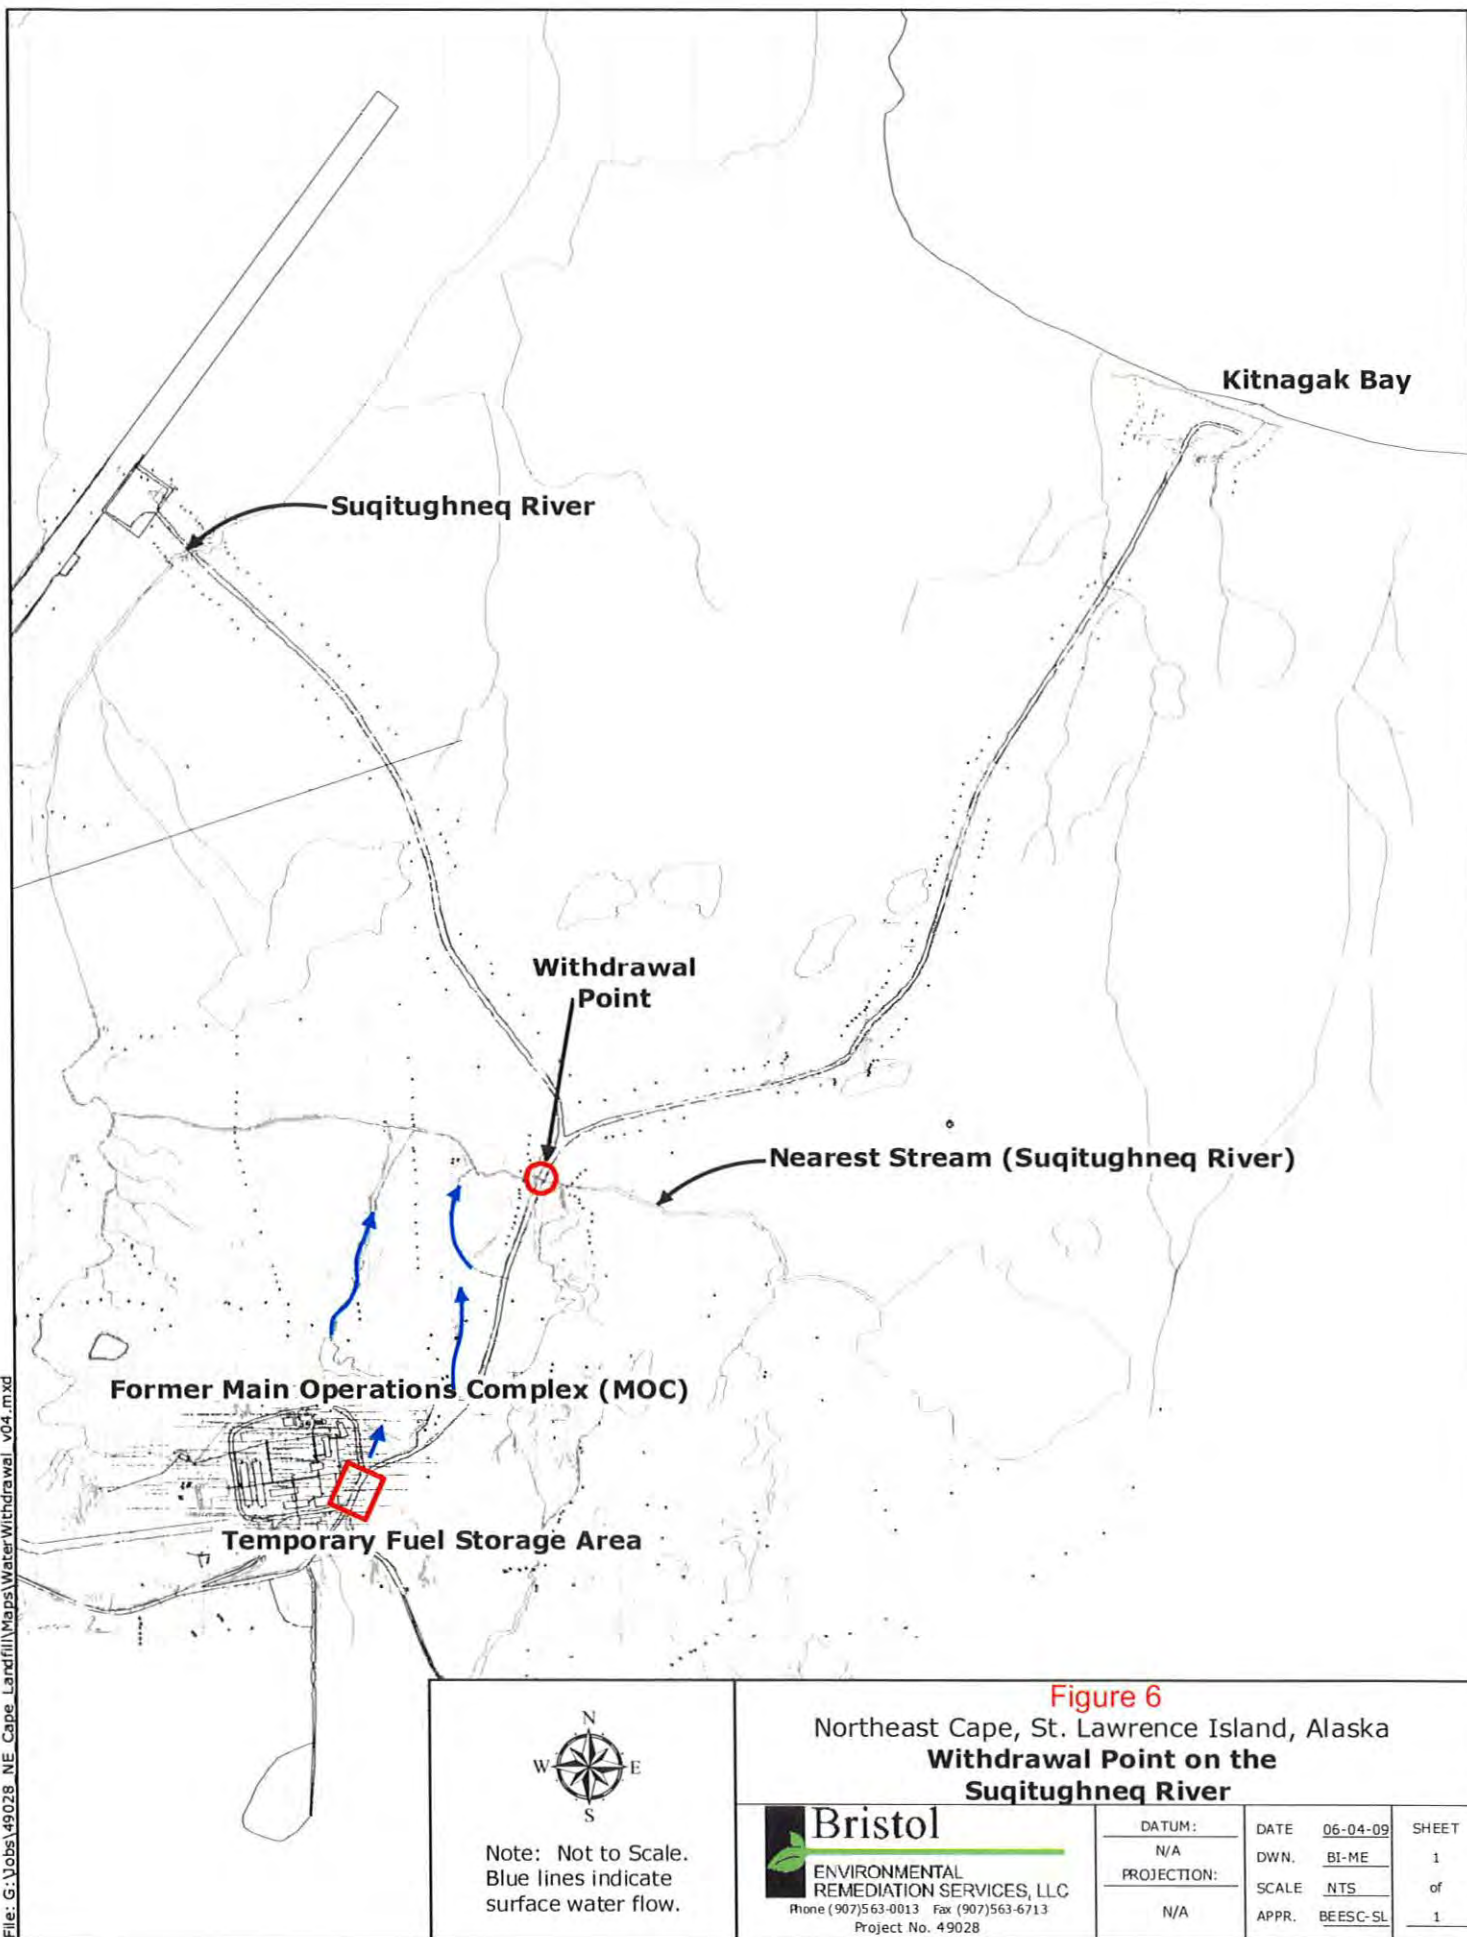 Kitnagak Bay
Suqitughneq River
Withdrawal
Point
Nearest Stream (Suqitughneq River)
Former Main Operations Complex (MOC)
Temporary Fuel Storage Area
File: G:\Jobs\49028_NE_Cape_Landfill\Maps\WaterWithdrawal_v04.mxd
N
W E
S
Note: Not to Scale.
Blue lines indicate
surface water flow.
Figure 6
Northeast Cape, St. Lawrence Island, Alaska
Withdrawal Point on the
Suqitughneq River
Bristol
ENVIRONMENTAL
REMEDIATION SERVICES, LLC
Phone (907)563-0013 Fax (907)563-6713
Project No. 49028
DATUM:
N/A
PROJECTION:
N/A
DATE 06-04-09
DWN. BI-ME
SCALE NTS
APPR. BEESC-SL
SHEET
1
of
1